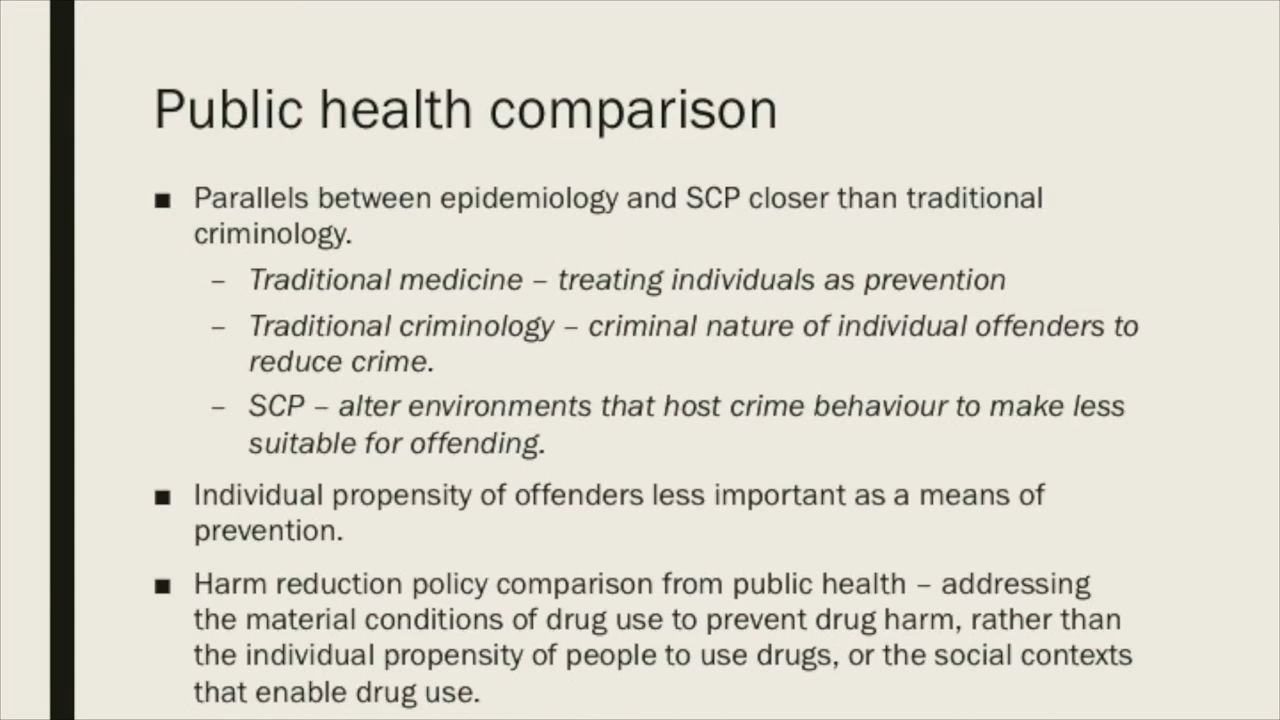 Public health comparison
■ Parallels between epidemiology and SCP closer than traditional
criminology.
– Traditional medicine – treating individuals as prevention
– Traditional criminology – criminal nature of individual offenders to
reduce crime.
– SCP – alter environments that host crime behaviour to make less
suitable for offending.
■ Individual propensity of offenders less important as a means of
prevention.
■ Harm reduction policy comparison from public health – addressing
the material conditions of drug use to prevent drug harm, rather than
the individual propensity of people to use drugs, or the social contexts
that enable drug use.